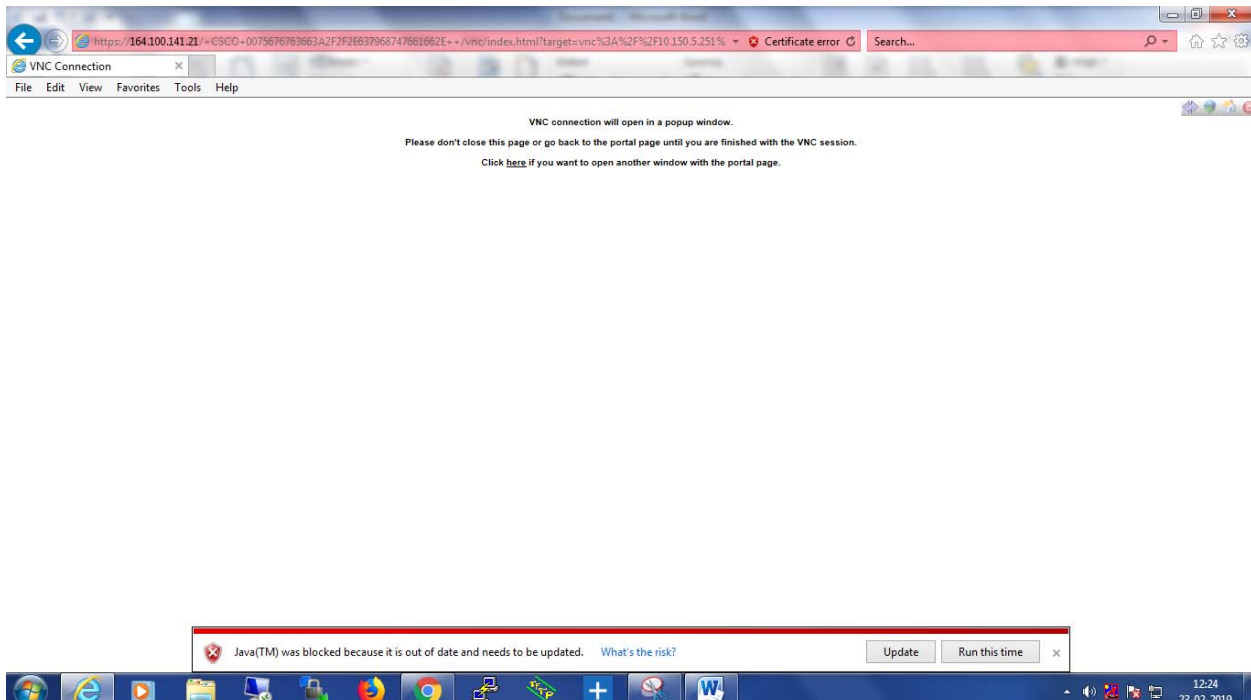 https://164.100.141.21/+CSCO+0075676763663A2F2F2E637968747661662E++/vnc/index.html?target=vnc%3A%2F%2F10.150.5.251% Certificate error Search...
VNC Connection
File Edit View Favorites Tools Help
VNC connection will open in a popup window.
Please don't close this page or go back to the portal page until you are finished with the VNC session.
Click here if you want to open another window with the portal page.
Java(TM) was blocked because it is out of date and needs to be updated. What's the risk? Update Run this time
12:24
23-02-2019